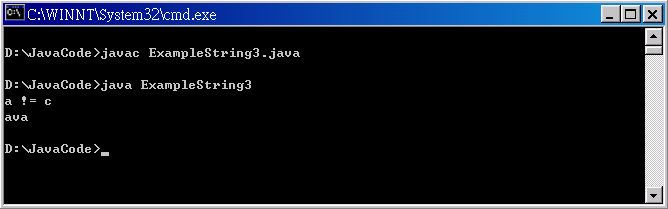 C:\WINNT\System32\cmd.exe
D:\JavaCode>javac ExampleString3.java
D:\JavaCode>java ExampleString3
a != c
ava
D:\JavaCode>_